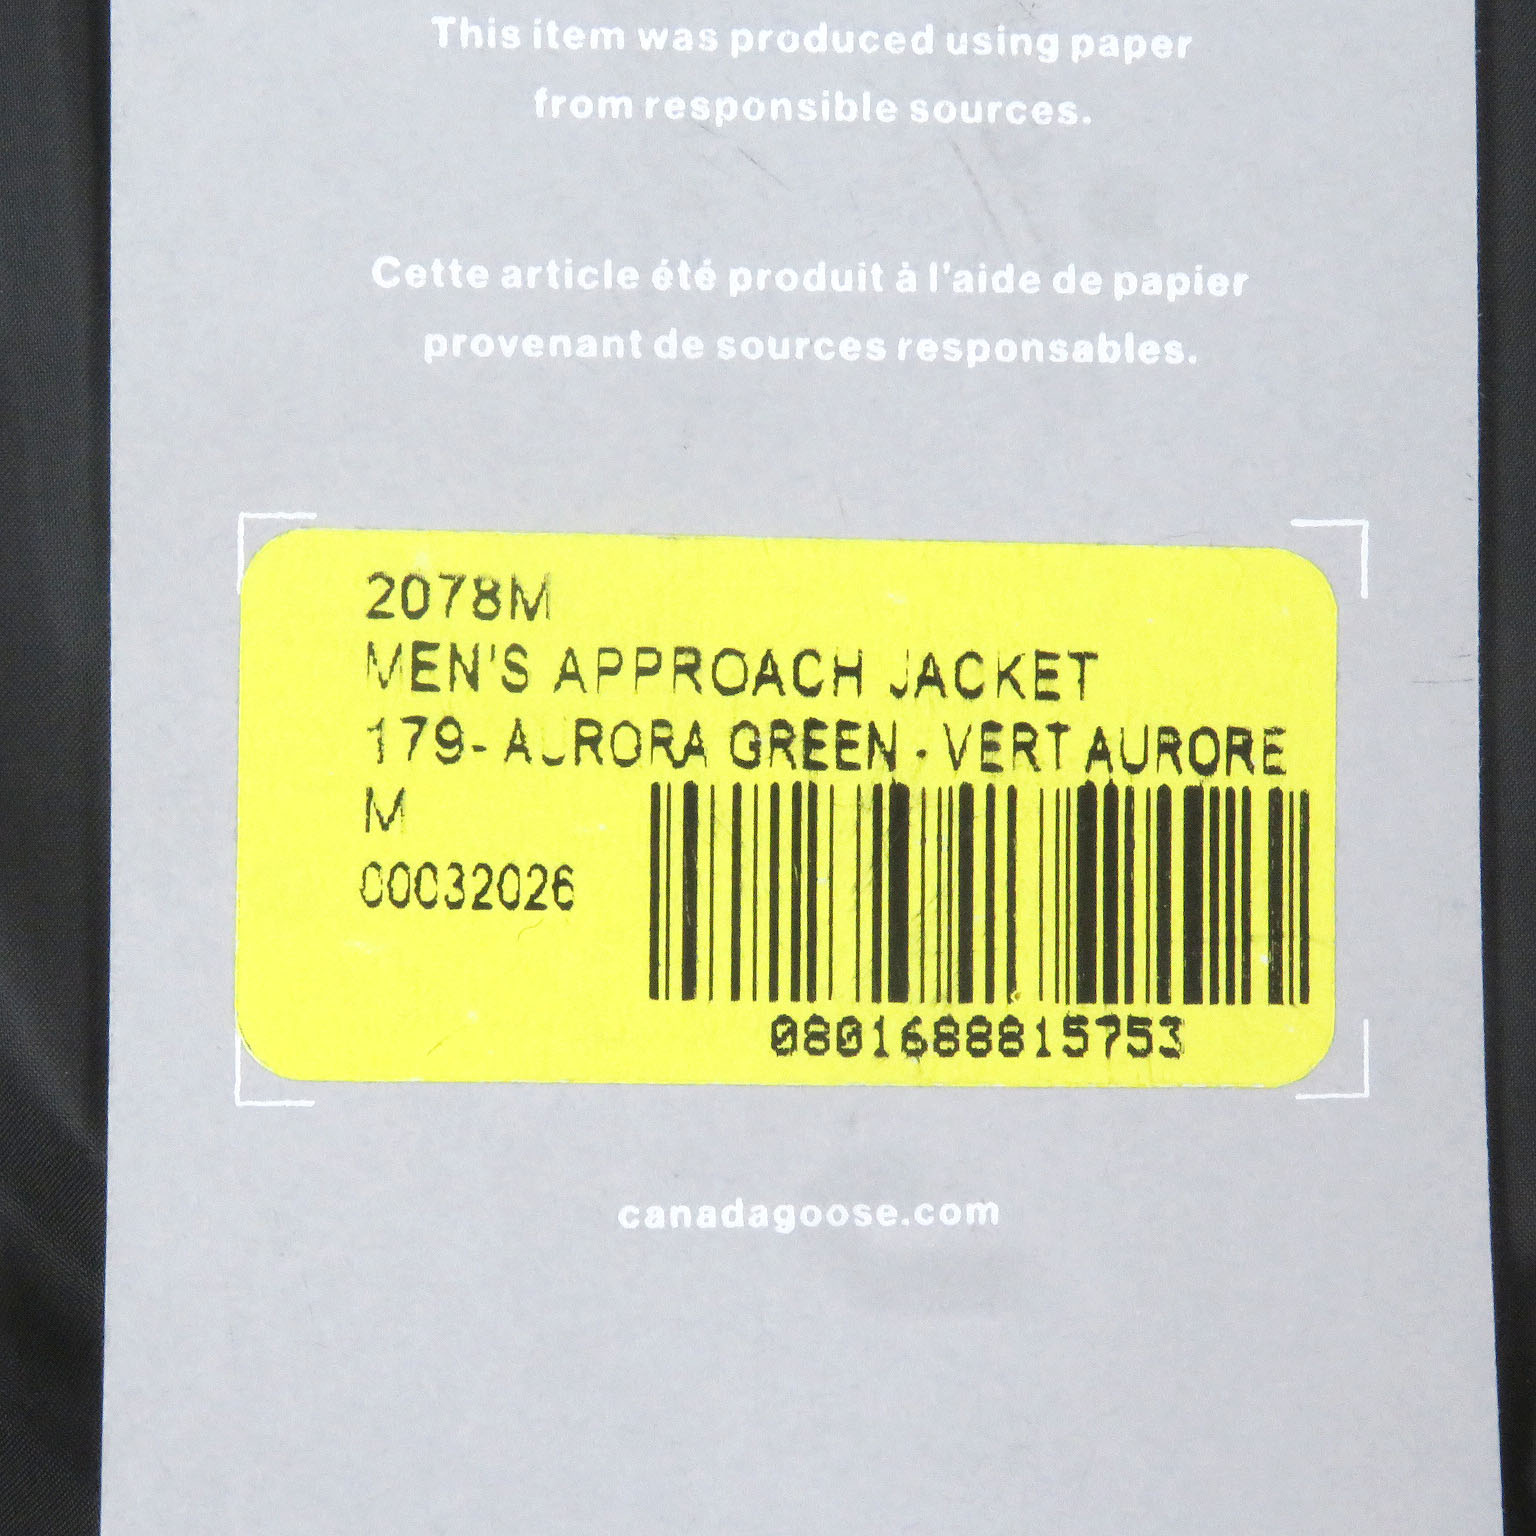 This item was produced using paper
from responsible sources.
Cette article été produit à l'aide de papier
provenant de sources responsables.
2078M
MEN'S APPROACH JACKET
179- AURORA GREEN - VERT AURORE
M
00032026
0801688815753
canadagoose.com